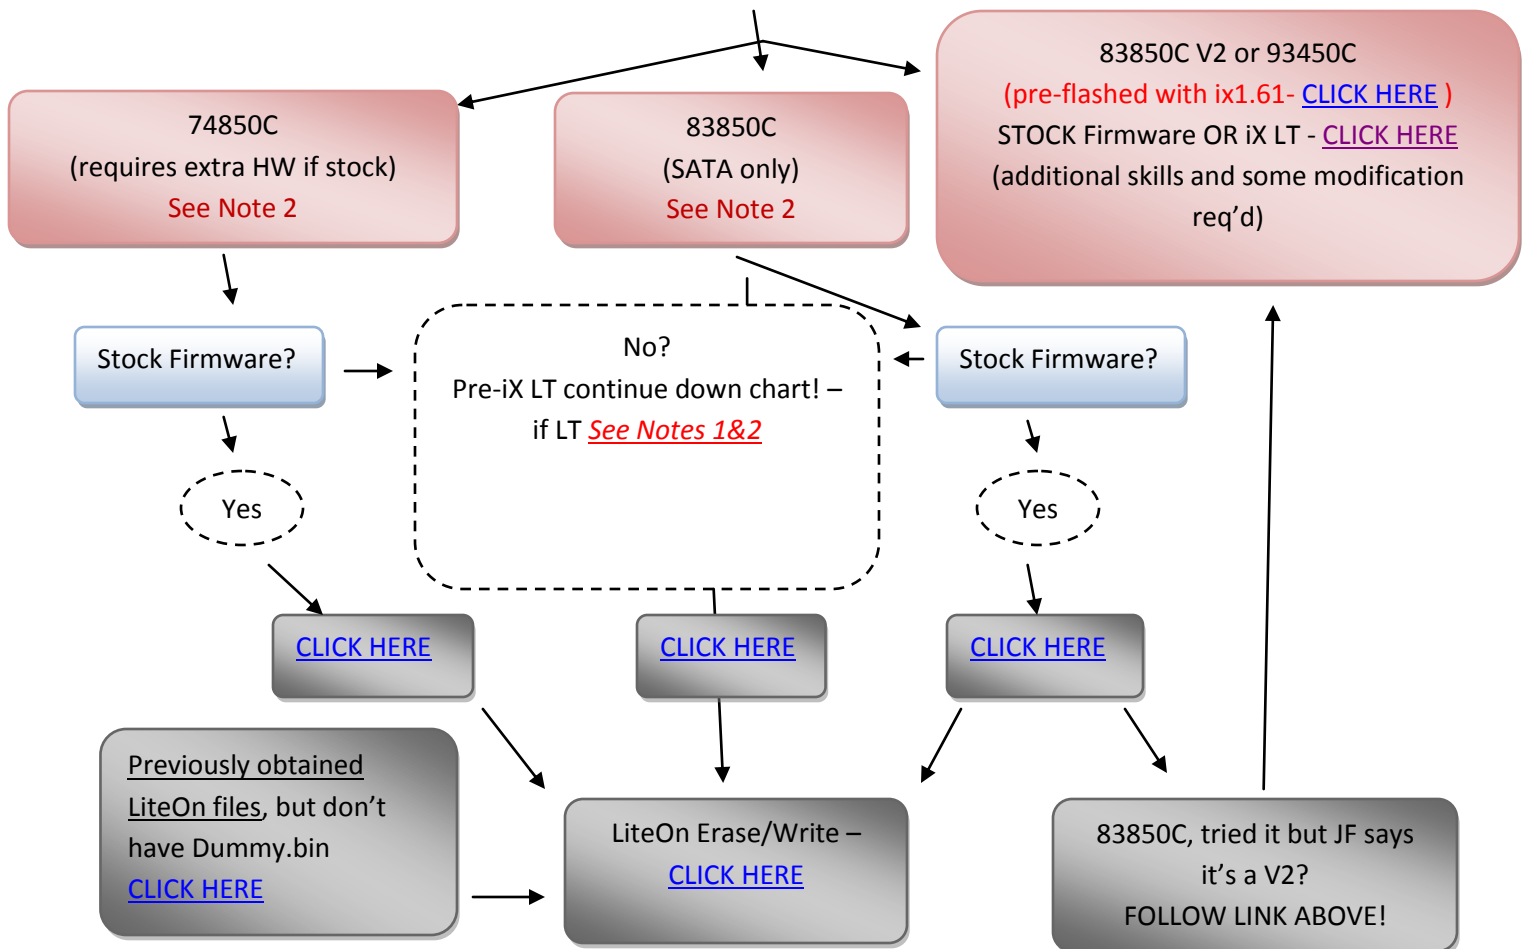 74850C
(requires extra HW if stock)
See Note 2
83850C
(SATA only)
See Note 2
83850C V2 or 93450C
(pre-flashed with ix1.61- CLICK HERE )
STOCK Firmware OR iX LT - CLICK HERE
(additional skills and some modification
req’d)
Stock Firmware?
No?
Pre-iX LT continue down chart! –
if LT See Notes 1&2
Stock Firmware?
Yes
Yes
CLICK HERE
CLICK HERE
CLICK HERE
Previously obtained
LiteOn files, but don’t
have Dummy.bin
CLICK HERE
LiteOn Erase/Write –
CLICK HERE
83850C, tried it but JF says
it’s a V2?
FOLLOW LINK ABOVE!